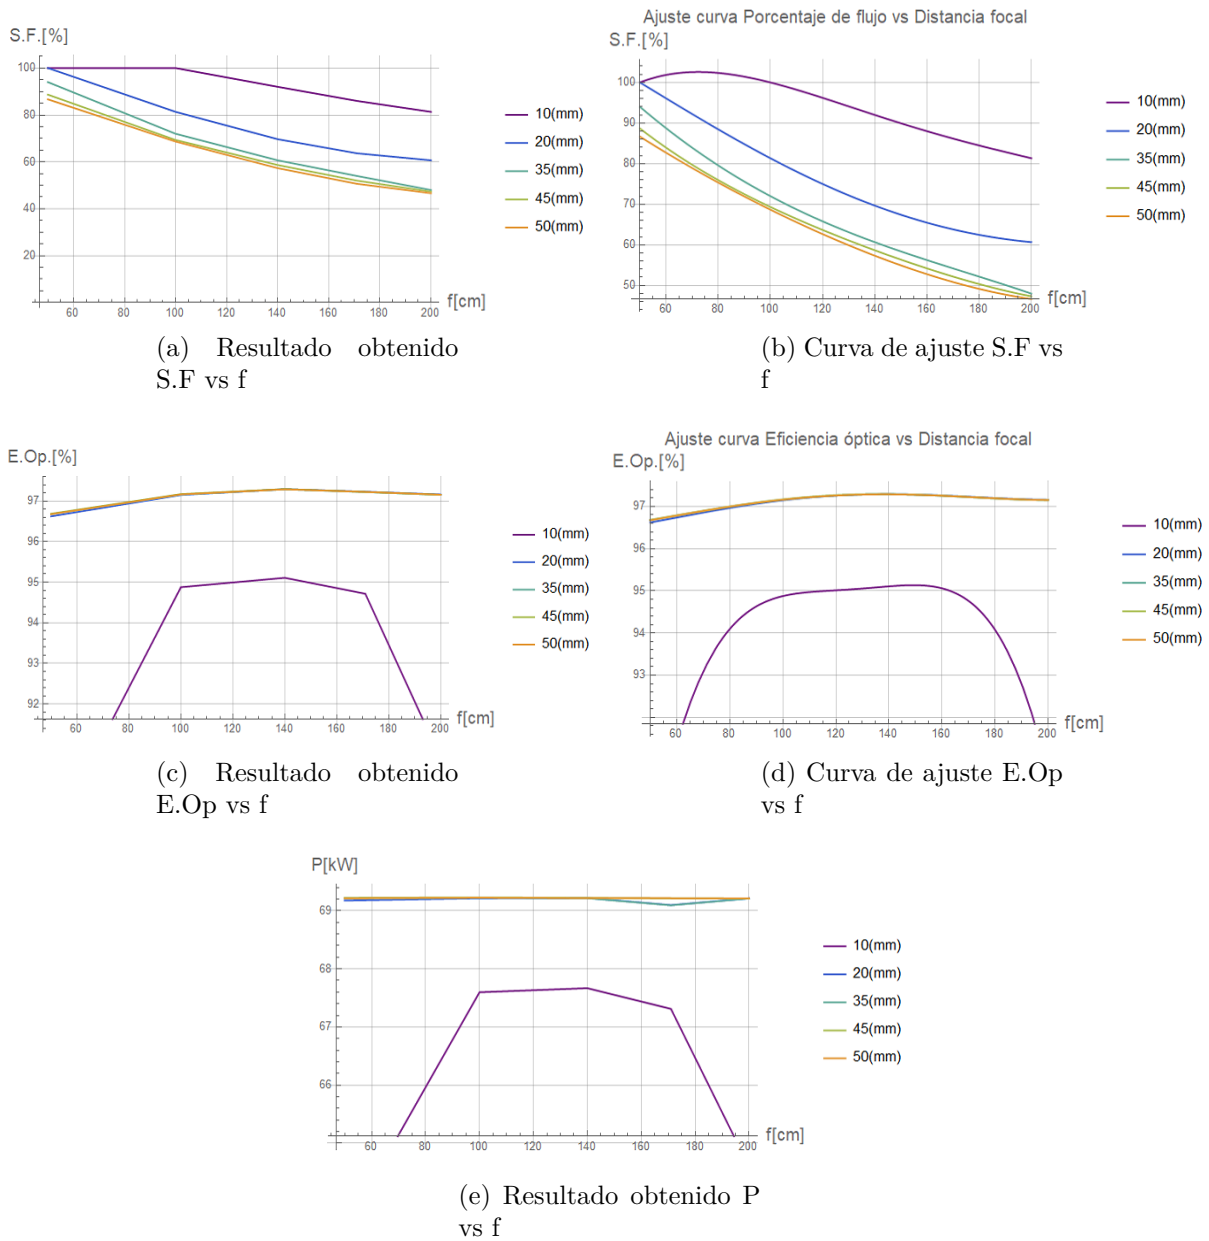 S.F.[%]
100
80
60
40
20
60
80
100
120
140
160
180
200
f[cm]
10(mm)
20(mm)
35(mm)
45(mm)
50(mm)
(a) Resultado obtenido
S.F vs f
Ajuste curva Porcentaje de flujo vs Distancia focal
S.F.[%]
100
90
80
70
60
50
60
80
100
120
140
160
180
200
f[cm]
10(mm)
20(mm)
35(mm)
45(mm)
50(mm)
(b) Curva de ajuste S.F vs
f
E.Op.[%]
97
96
95
94
93
92
60
80
100
120
140
160
180
200
f[cm]
10(mm)
20(mm)
35(mm)
45(mm)
50(mm)
(c) Resultado obtenido
E.Op vs f
Ajuste curva Eficiencia óptica vs Distancia focal
E.Op.[%]
97
96
95
94
93
60
80
100
120
140
160
180
200
f[cm]
10(mm)
20(mm)
35(mm)
45(mm)
50(mm)
(d) Curva de ajuste E.Op
vs f
P[kW]
69
68
67
66
60
80
100
120
140
160
180
200
f[cm]
10(mm)
20(mm)
35(mm)
45(mm)
50(mm)
(e) Resultado obtenido P
vs f